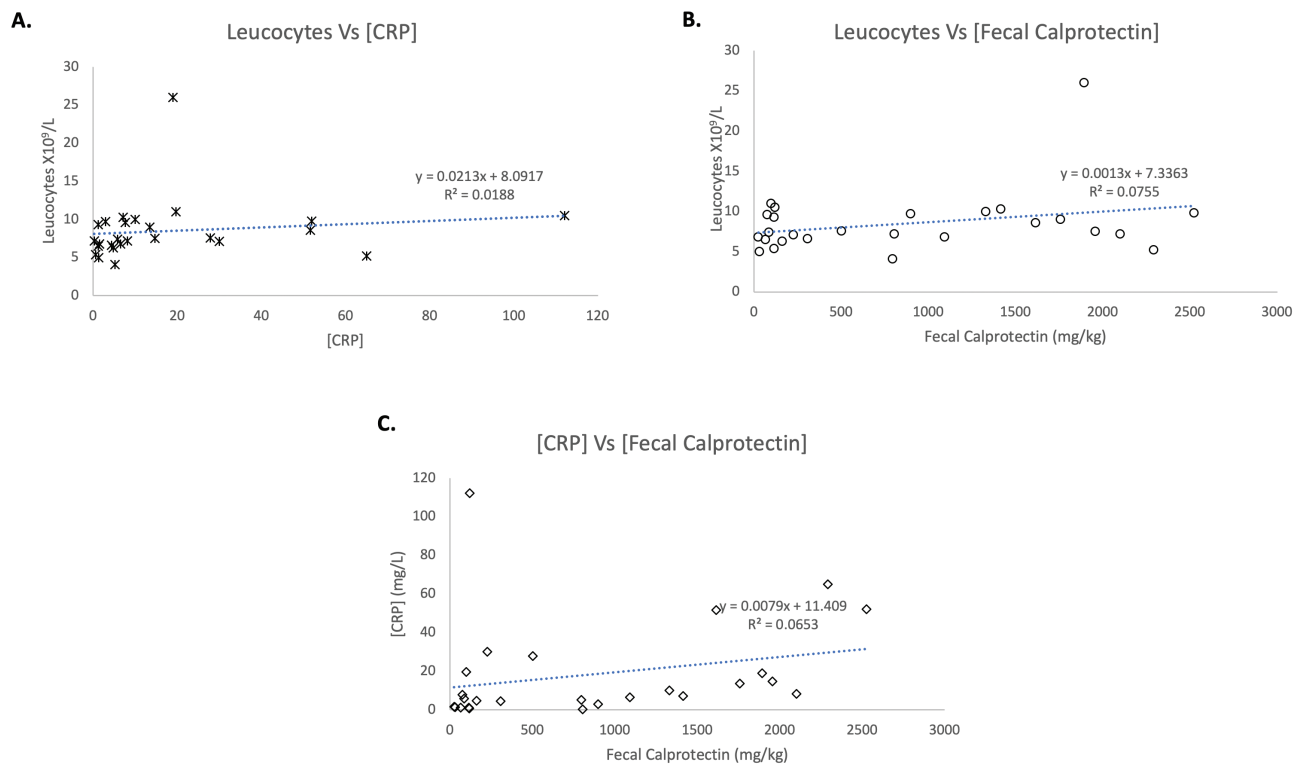 A.
Leucocytes Vs [CRP]
30
25
20
15
10
5
0
Leucocytes X10⁹/L
y = 0.0213x + 8.0917
R² = 0.0188
0 20 40 60 80 100 120
[CRP]
B.
Leucocytes Vs [Fecal Calprotectin]
30
25
20
15
10
5
0
Leucocytes X10⁹/L
y = 0.0013x + 7.3363
R² = 0.0755
0 500 1000 1500 2000 2500 3000
Fecal Calprotectin (mg/kg)
C.
[CRP] Vs [Fecal Calprotectin]
120
100
80
60
40
20
0
[CRP] (mg/L)
y = 0.0079x + 11.409
R² = 0.0653
0 500 1000 1500 2000 2500 3000
Fecal Calprotectin (mg/kg)